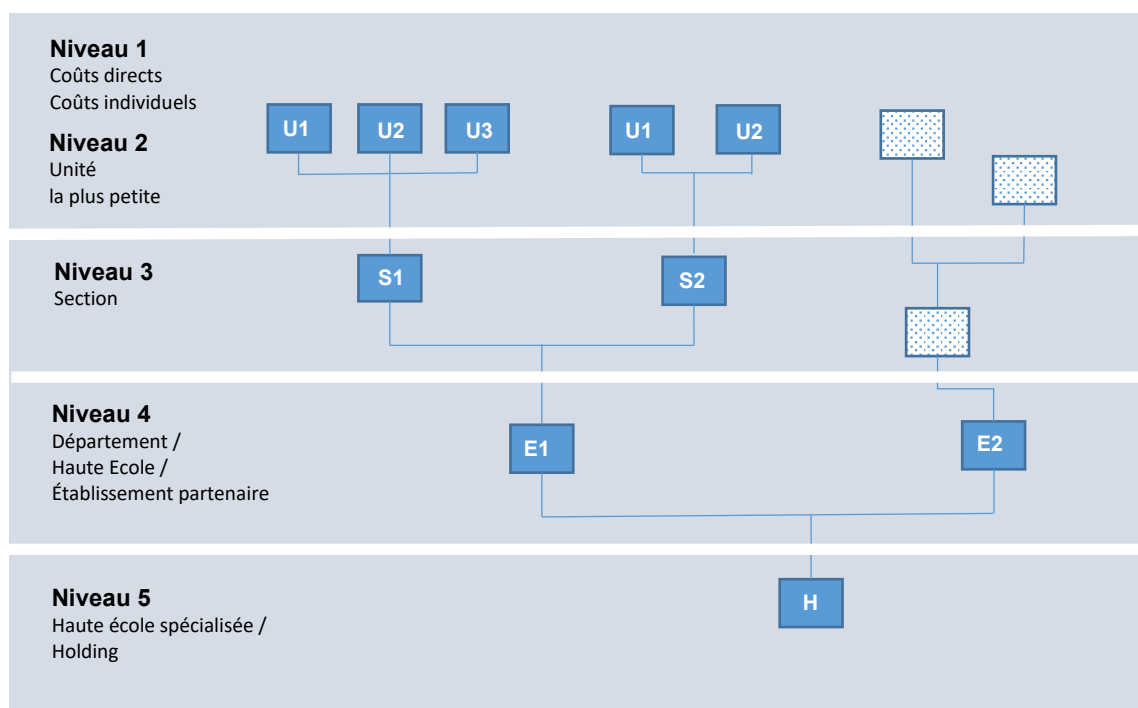 Niveau 1
Coûts directs
Coûts individuels
Niveau 2
Unité
la plus petite
U1 U2 U3 U1 U2
Niveau 3
Section
S1 S2
Niveau 4
Département /
Haute Ecole /
Établissement partenaire
E1 E2
Niveau 5
Haute école spécialisée /
Holding
H